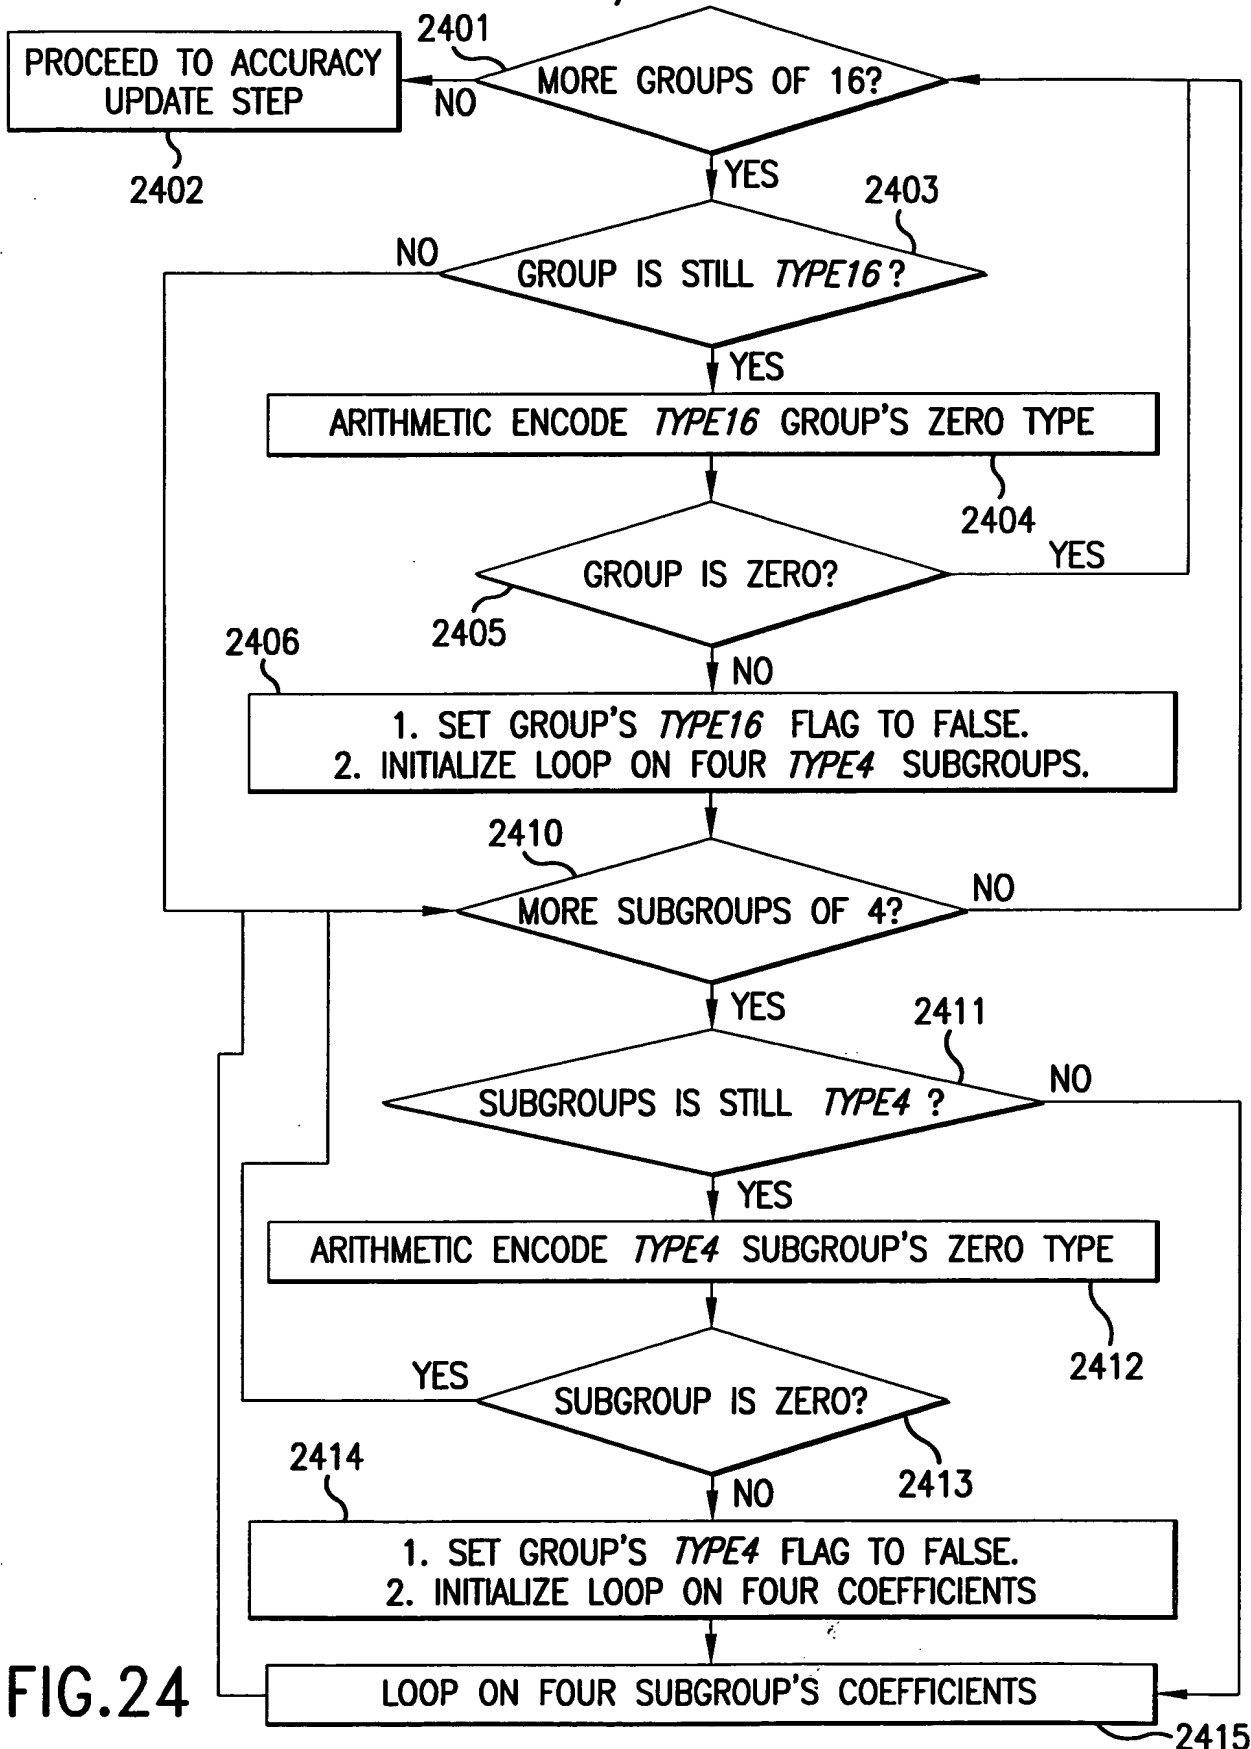 2401
PROCEED TO ACCURACY
UPDATE STEP
MORE GROUPS OF 16?
NO
2402
YES
2403
NO
GROUP IS STILL TYPE16?
YES
ARITHMETIC ENCODE TYPE16 GROUP'S ZERO TYPE
2404
GROUP IS ZERO?
YES
2405
2406
NO
1. SET GROUP'S TYPE16 FLAG TO FALSE.
2. INITIALIZE LOOP ON FOUR TYPE4 SUBGROUPS.
2410
MORE SUBGROUPS OF 4?
NO
YES
2411
SUBGROUPS IS STILL TYPE4?
NO
YES
ARITHMETIC ENCODE TYPE4 SUBGROUP'S ZERO TYPE
2412
YES
SUBGROUP IS ZERO?
2413
2414
NO
1. SET GROUP'S TYPE4 FLAG TO FALSE.
2. INITIALIZE LOOP ON FOUR COEFFICIENTS
LOOP ON FOUR SUBGROUP'S COEFFICIENTS
FIG.24
2415